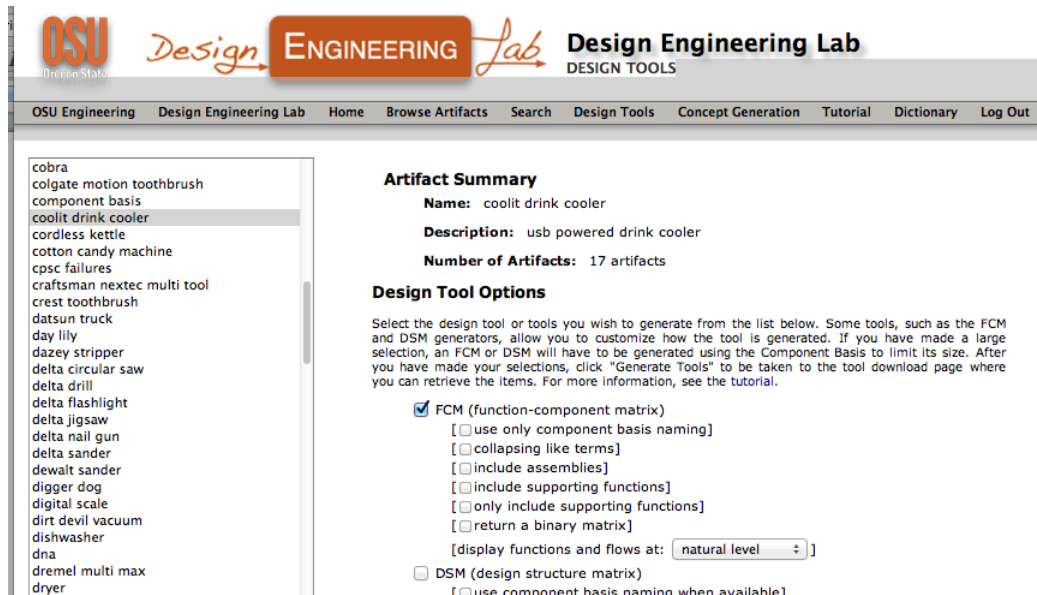 OSU
Oregon State
Design ENGINEERING Lab
Design Engineering Lab
DESIGN TOOLS
OSU Engineering Design Engineering Lab Home Browse Artifacts Search Design Tools Concept Generation Tutorial Dictionary Log Out
cobra
colgate motion toothbrush
component basis
coolit drink cooler
cordless kettle
cotton candy machine
cpsc failures
craftsman nextec multi tool
crest toothbrush
datsun truck
day lily
dazey stripper
delta circular saw
delta drill
delta flashlight
delta jigsaw
delta nail gun
delta sander
dewalt sander
digger dog
digital scale
dirt devil vacuum
dishwasher
dna
dremel multi max
dryer
Artifact Summary
Name: coolit drink cooler
Description: usb powered drink cooler
Number of Artifacts: 17 artifacts
Design Tool Options
Select the design tool or tools you wish to generate from the list below. Some tools, such as the FCM
and DSM generators, allow you to customize how the tool is generated. If you have made a large
selection, an FCM or DSM will have to be generated using the Component Basis to limit its size. After
you have made your selections, click "Generate Tools" to be taken to the tool download page where
you can retrieve the items. For more information, see the tutorial.
FCM (function-component matrix)
[ use only component basis naming]
[ collapsing like terms]
[ include assemblies]
[ include supporting functions]
[ only include supporting functions]
[ return a binary matrix]
[display functions and flows at: natural level ]
DSM (design structure matrix)
[ use component basis naming when available]